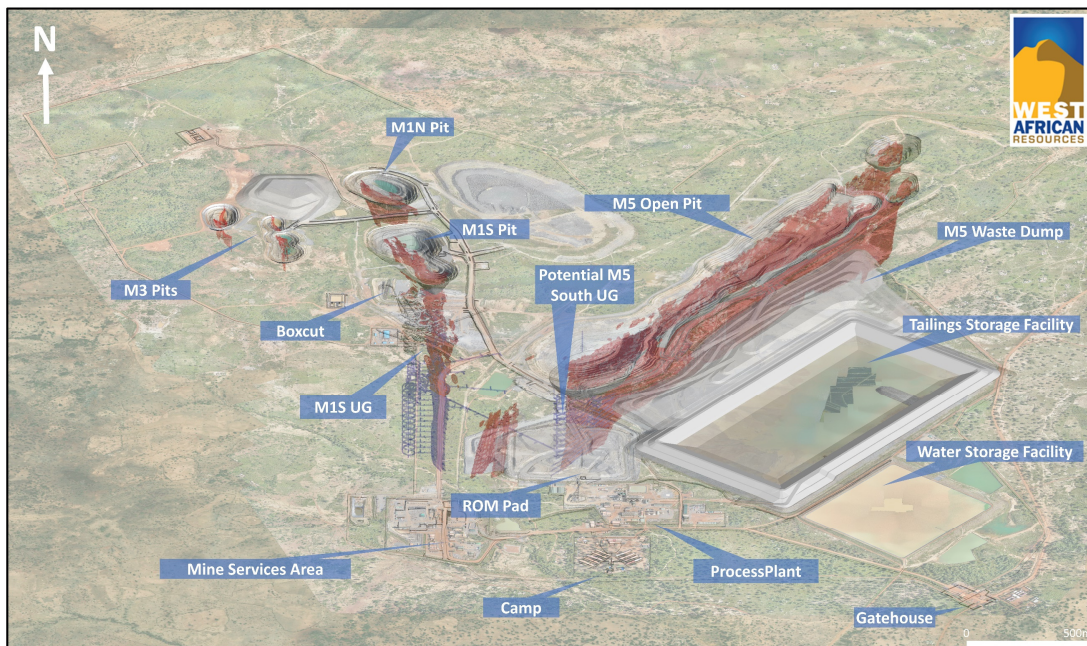 N
WEST
AFRICAN
RESOURCES
M1N Pit
M5 Open Pit
M1S Pit
M5 Waste Dump
Potential M5
South UG
M3 Pits
Boxcut
Tailings Storage Facility
M1S UG
Water Storage Facility
ROM Pad
Mine Services Area
ProcessPlant
Camp
Gatehouse
0 500m